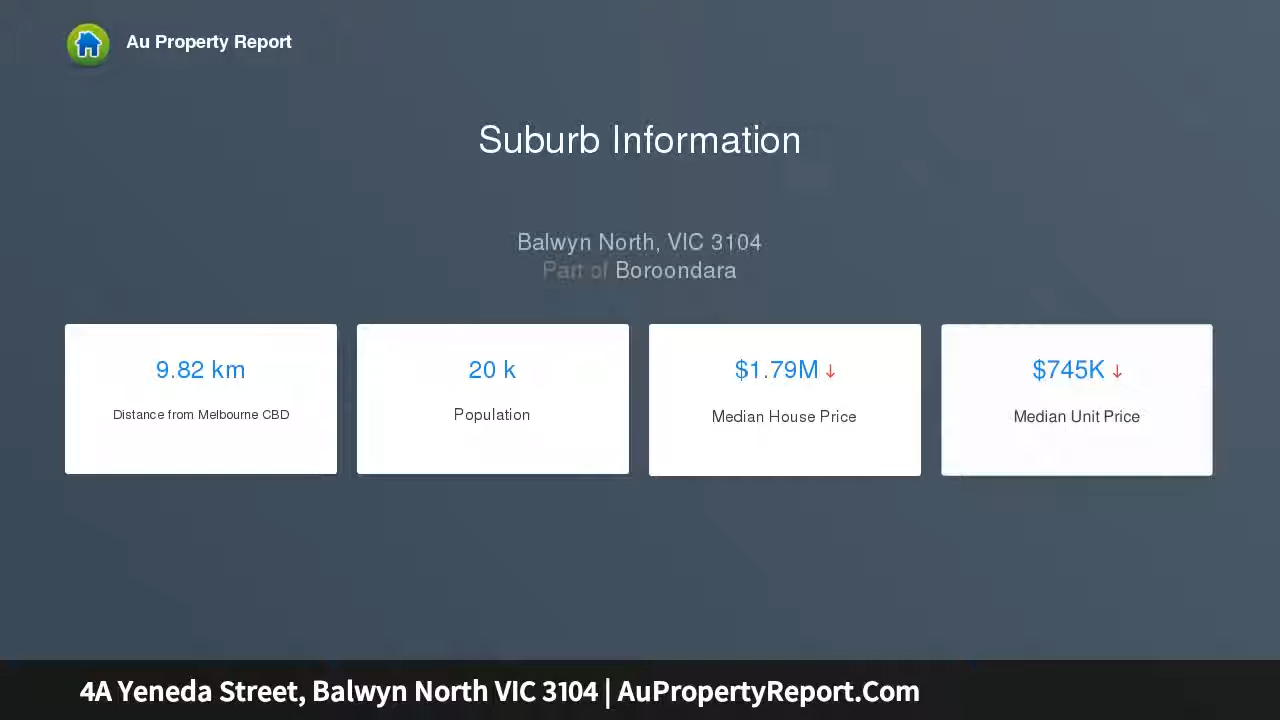 Au Property Report
Suburb Information
Balwyn North, VIC 3104
Part of Boroondara
9.82 km
Distance from Melbourne CBD
20 k
Population
$1.79M ↓
Median House Price
$745K ↓
Median Unit Price
4A Yeneda Street, Balwyn North VIC 3104 | AuPropertyReport.Com